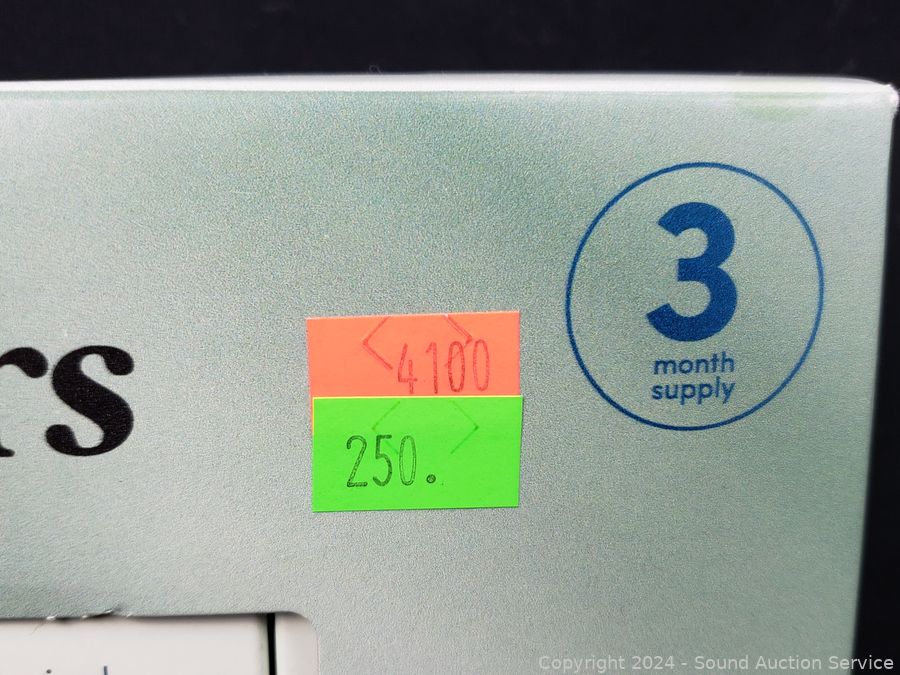 3
month
supply
rs
4100
250.
Copyright © 2024 - Sound Auction Service